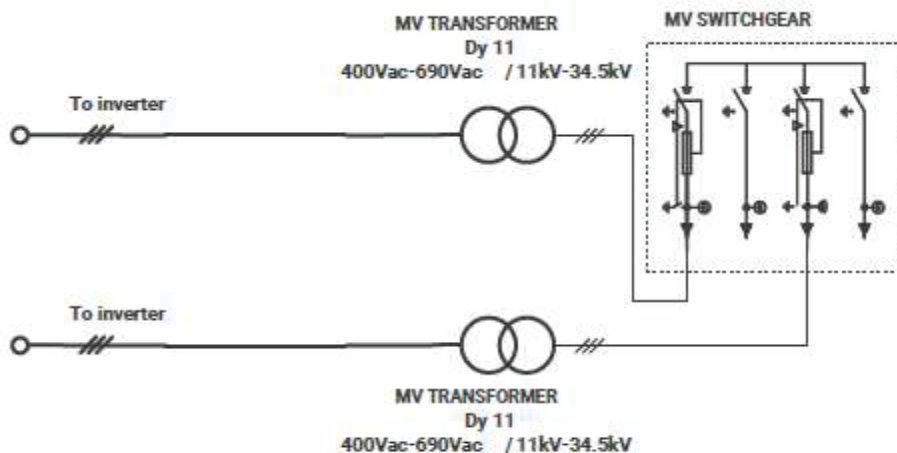 MV TRANSFORMER
Dy 11
400Vac-690Vac / 11kV-34.5kV
MV SWITCHGEAR
To inverter
To inverter
MV TRANSFORMER
Dy 11
400Vac-690Vac / 11kV-34.5kV